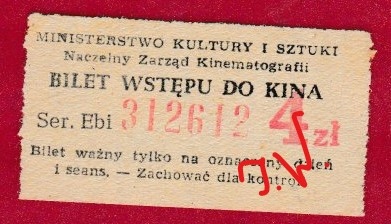 MINISTERSTWO KULTURY I SZTUKI
Naczelny Zarząd Kinematografii
BILET WSTĘPU DO KINA
Ser. Ebi 312612 4 zł
Bilet ważny tylko na oznaczony dzień
i seans. — Zachować dla kontroli
J.W